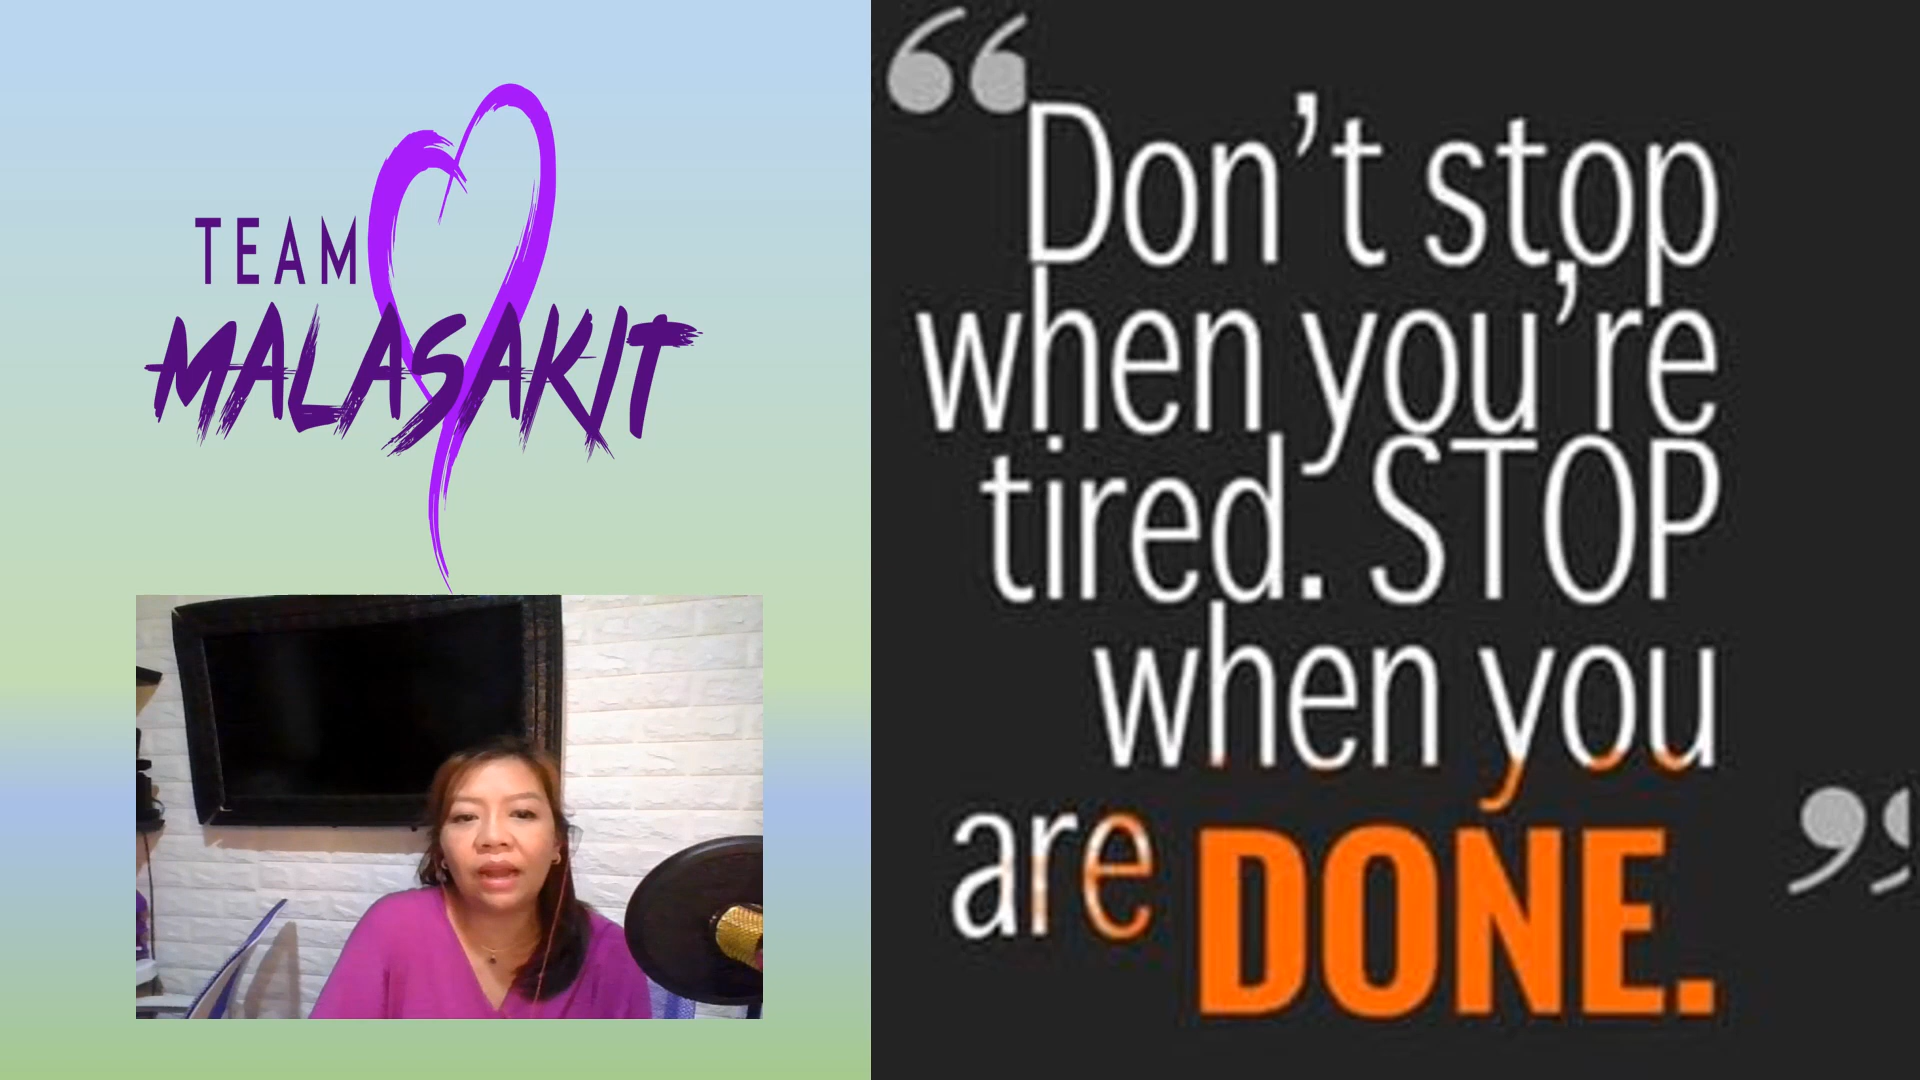 TEAM
MALASAKIT
“Don’t stop
when you’re
tired. STOP
when you
are DONE.”